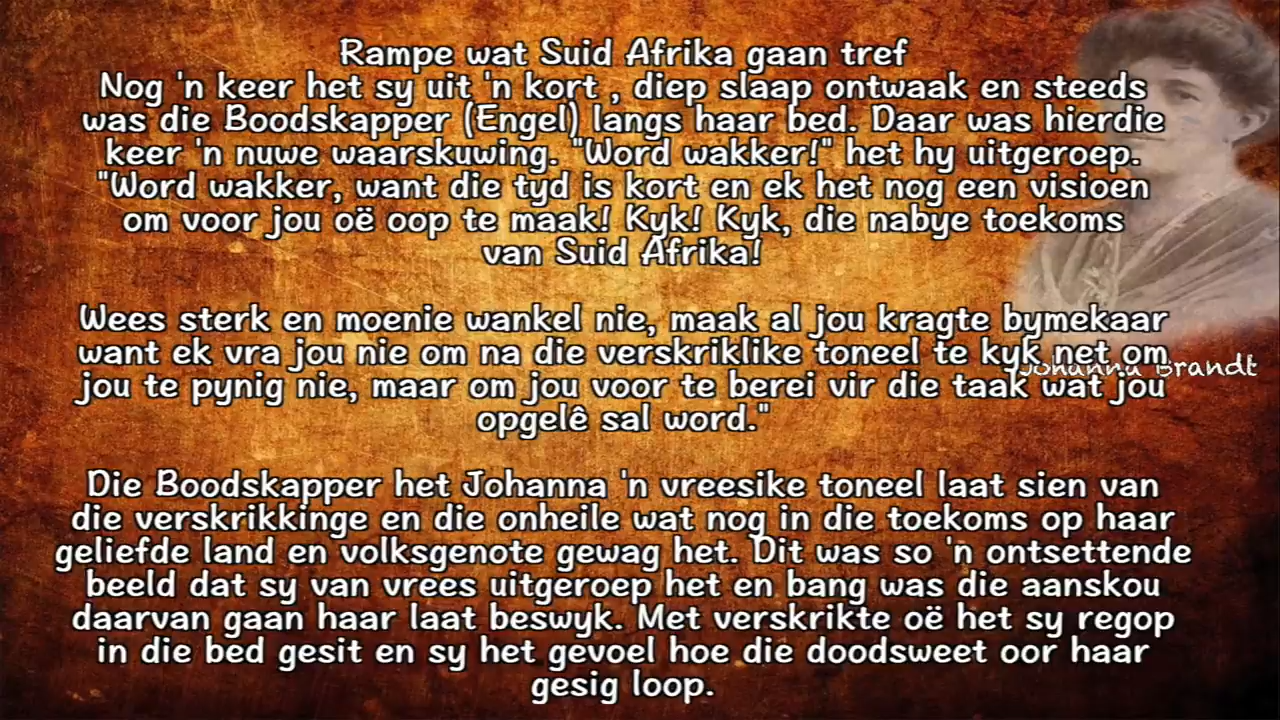 Rampe wat Suid Afrika gaan tref
Nog 'n keer het sy uit 'n kort , diep slaap ontwaak en steeds
was die Boodskapper (Engel) langs haar bed. Daar was hierdie
keer 'n nuwe waarskuwing. "Word wakker!" het hy uitgeroep.
"Word wakker, want die tyd is kort en ek het nog een visioen
om voor jou oë oop te maak! Kyk! Kyk, die nabye toekoms
van Suid Afrika!
Wees sterk en moenie wankel nie, maak al jou kragte bymekaar
want ek vra jou nie om na die verskriklike toneel te kyk net om
Johanna Brandt
jou te pynig nie, maar om jou voor te berei vir die taak wat jou
opgelê sal word."
Die Boodskapper het Johanna 'n vreesike toneel laat sien van
die verskrikkinge en die onheile wat nog in die toekoms op haar
geliefde land en volksgenote gewag het. Dit was so 'n ontsettende
beeld dat sy van vrees uitgeroep het en bang was die aanskou
daarvan gaan haar laat beswyk. Met verskrikte oë het sy regop
in die bed gesit en sy het gevoel hoe die doodsweet oor haar
gesig loop.